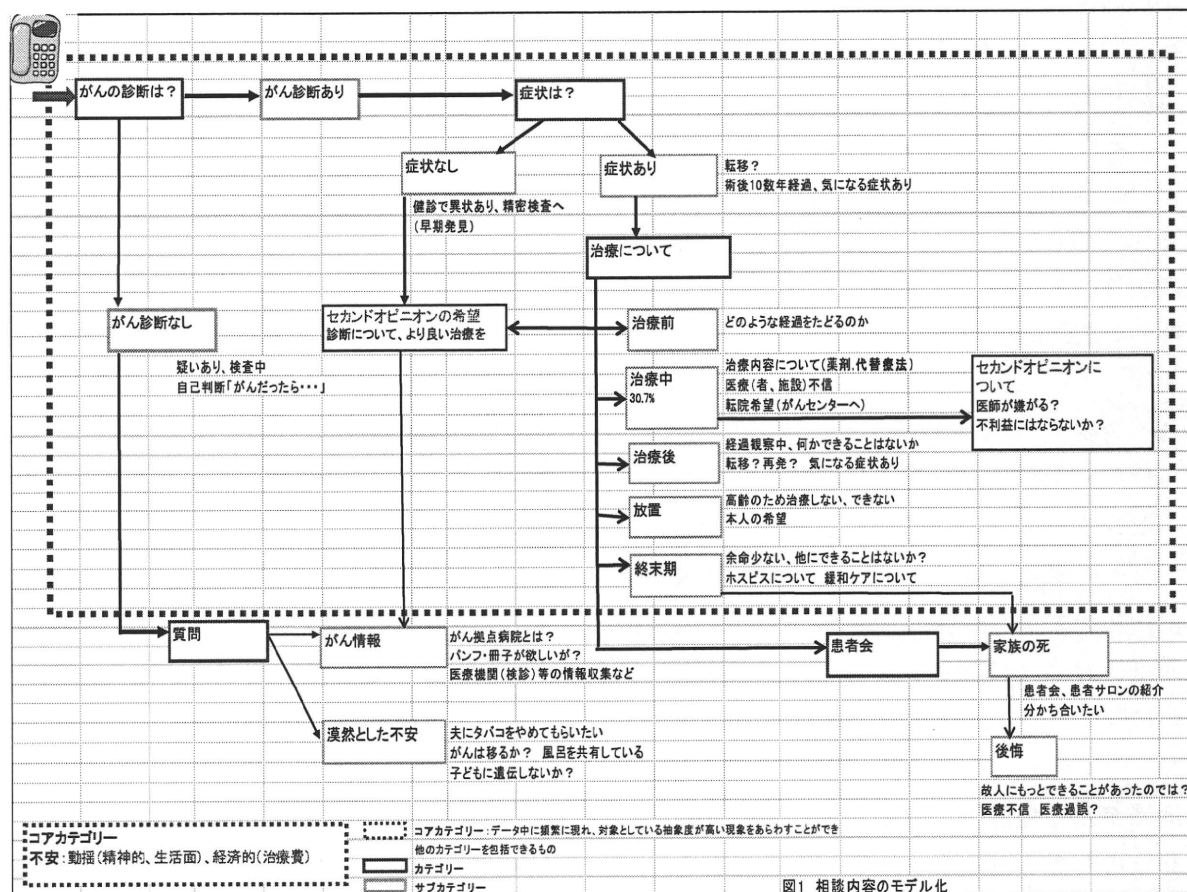 がんの診断は？
がん診断あり
症状は？
症状なし
症状あり
転移？
術後10数年経過、気になる症状あり
健診で異状あり、精密検査へ
(早期発見)
治療について
がん診断なし
疑いあり、検査中
自己判断「がんだったら・・・」
セカンドオピニオンの希望
診断について、より良い治療を
治療前
どのような経過をたどるのか
治療中
30.7%
治療内容について(薬剤.代替療法)
医療(者、施設)不信
転院希望(がんセンターへ)
セカンドオピニオンに
ついて
医師が嫌がる？
不利益にはならないか？
治療後
経過観察中、何かできることはないか
転移？再発？ 気になる症状あり
放置
高齢のため治療しない、できない
本人の希望
終末期
余命少ない、他にできることはないか？
ホスピスについて 緩和ケアについて
質問
がん情報
がん拠点病院とは？
パンフ・冊子が欲しいが？
医療機関(検診)等の情報収集など
患者会
家族の死
患者会、患者サロンの紹介
分かち合いたい
漠然とした不安
夫にタバコをやめてもらいたい
がんは移るか？ 風呂を共有している
子どもに遺伝しないか？
後悔
故人にもっとできることがあったのでは？
医療不信 医療過誤？
コアカテゴリー
不安：動揺(精神的、生活面)、経済的(治療費)
コアカテゴリー：データ中に頻繁に現れ、対象としている抽象度が高い現象をあらわすことができ
他のカテゴリーを包括できるもの
カテゴリー
サブカテゴリー
図1 相談内容のモデル化